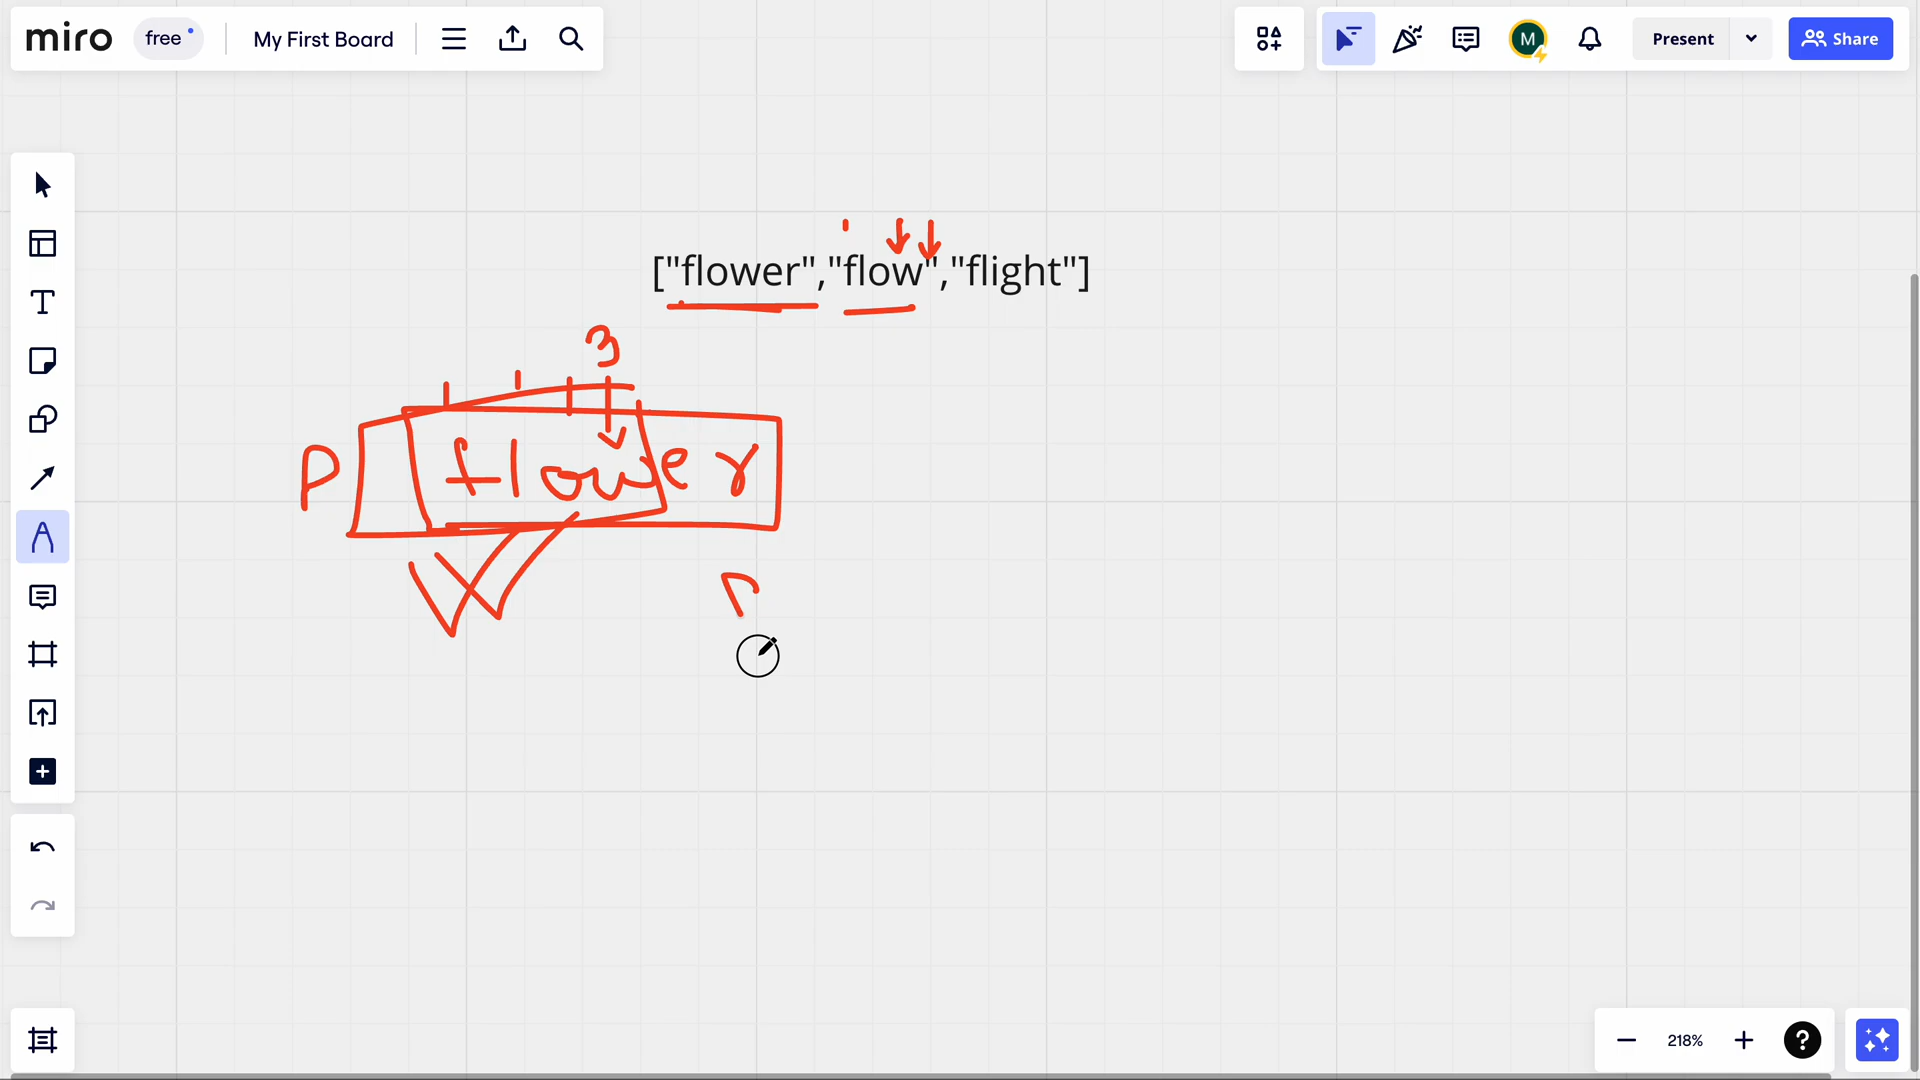 miro free My First Board M Present Share
["flower","flow","flight"]
3
P flower
218%